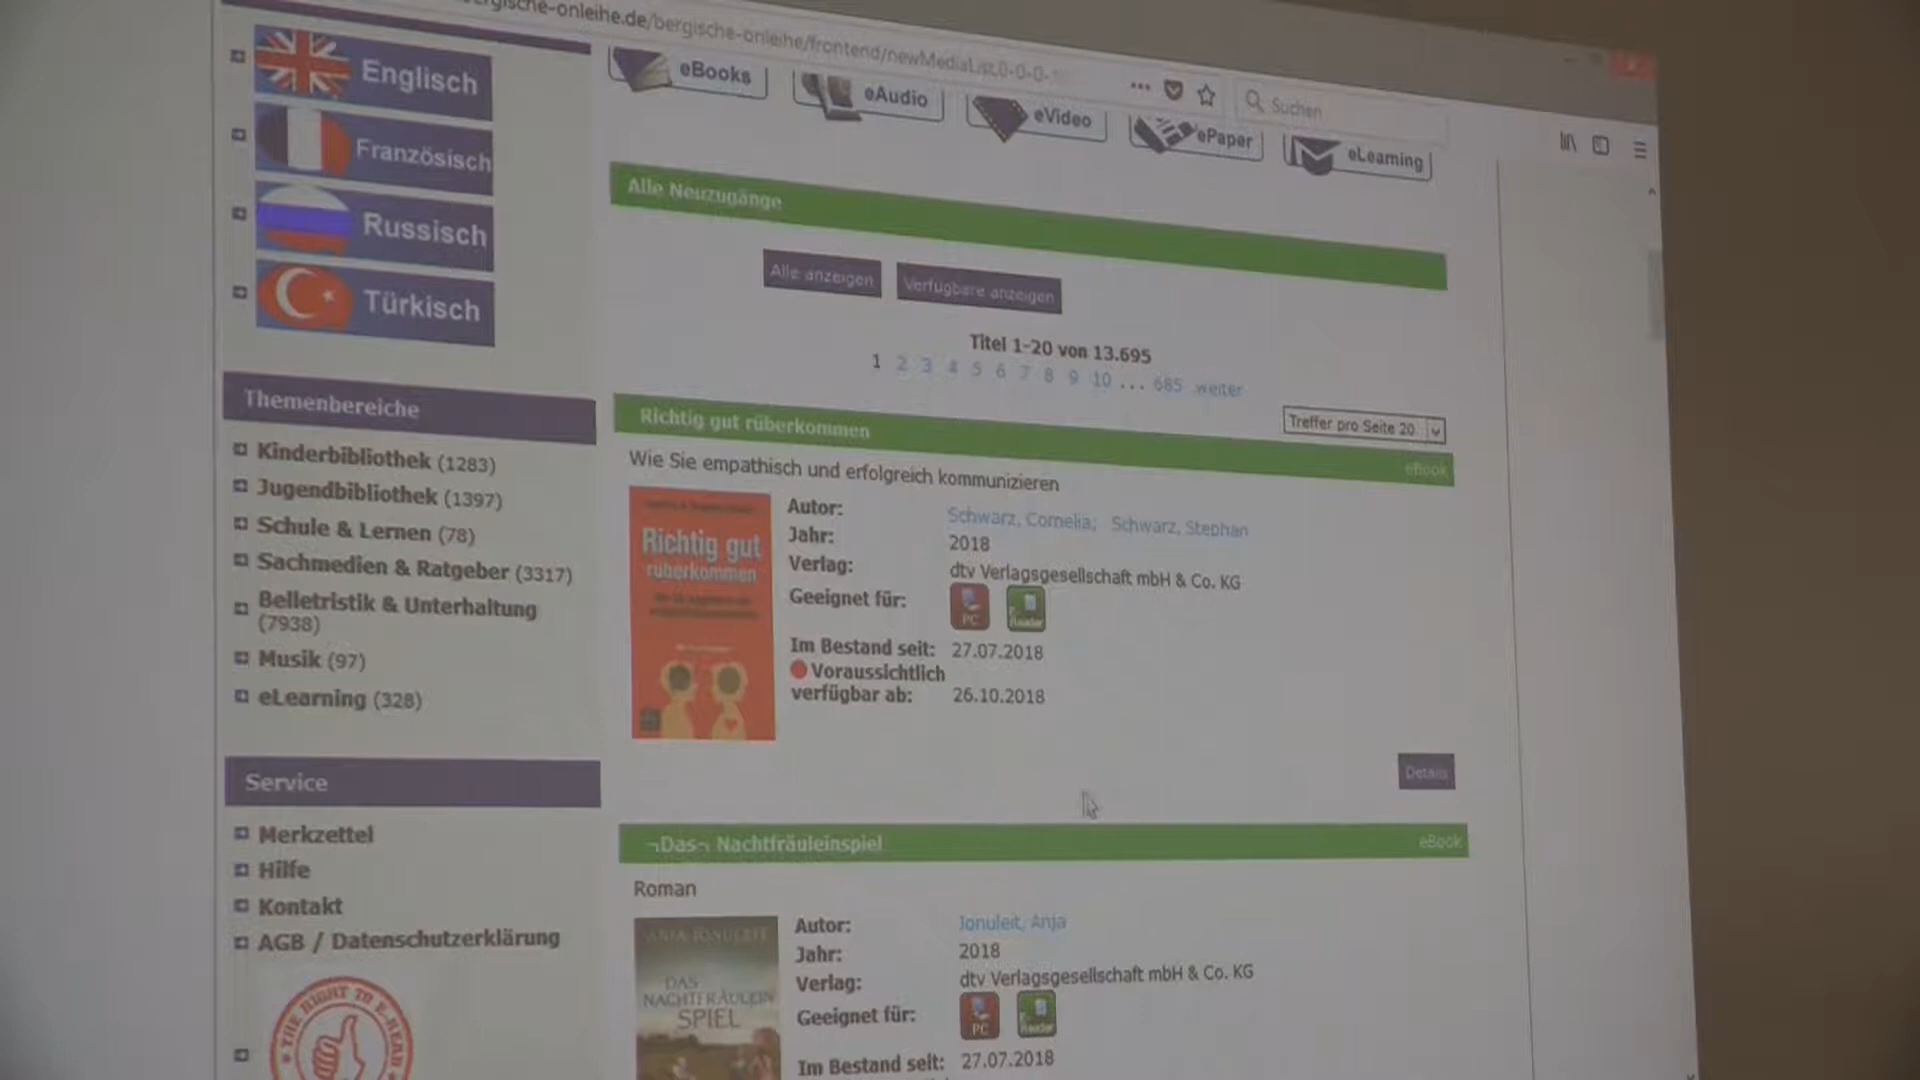 bergische-onleihe.de/bergische-onleihe/frontend/newMediaList,0-0-0-
Suchen
Englisch
Französisch
Russisch
Türkisch
eBooks
eAudio
eVideo
ePaper
eLearning
Alle Neuzugänge
Alle anzeigen
Verfügbare anzeigen
Titel 1-20 von 13.695
1 2 3 4 5 6 7 8 9 10 ... 685 weiter
Treffer pro Seite 20
Themenbereiche
Kinderbibliothek (1283)
Jugendbibliothek (1397)
Schule & Lernen (78)
Sachmedien & Ratgeber (3317)
Belletristik & Unterhaltung
(7938)
Musik (97)
eLearning (328)
Service
Merkzettel
Hilfe
Kontakt
AGB / Datenschutzerklärung
THE RIGHT TO E-READ
Richtig gut rüberkommen
eBook
Wie Sie empathisch und erfolgreich kommunizieren
Richtig gut
rüberkommen
Autor: Schwarz, Cornelia; Schwarz, Stephan
Jahr: 2018
Verlag: dtv Verlagsgesellschaft mbH & Co. KG
Geeignet für: PC eReader
Im Bestand seit: 27.07.2018
Voraussichtlich
verfügbar ab: 26.10.2018
Details
¬Das¬ Nachtfräuleinspiel
eBook
Roman
ANJA JONULEIT
DAS
NACHTFRÄULEIN
SPIEL
Autor: Jonuleit, Anja
Jahr: 2018
Verlag: dtv Verlagsgesellschaft mbH & Co. KG
Geeignet für: PC eReader
Im Bestand seit: 27.07.2018